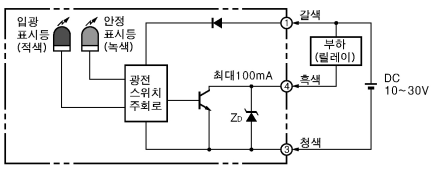 입광
표시등
(적색)
안정
표시등
(녹색)
광전
스위치
주회로
최대100mA
ZD
1
갈색
부하
(릴레이)
4
흑색
DC
10~30V
3
청색